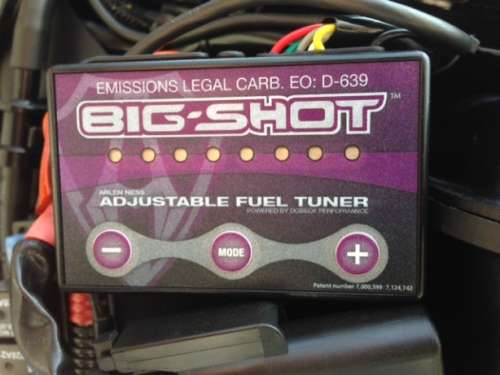 EMISSIONS LEGAL CARB. EO: D-639
BIG-SHOT™
ARLEN NESS
ADJUSTABLE FUEL TUNER
POWERED BY DOBECK PERFORMANCE
- MODE +
Patent number 7,000,599 7,124,742